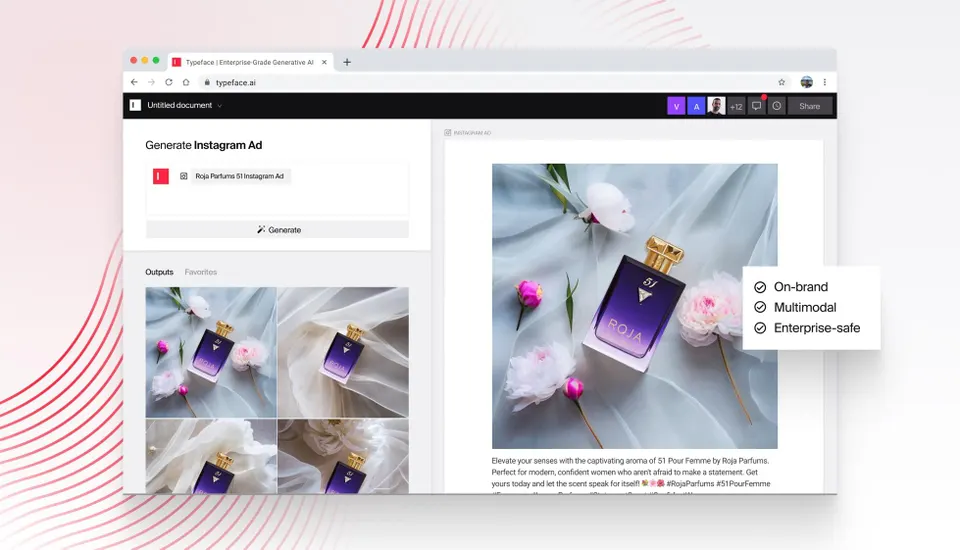 Typeface | Enterprise-Grade Generative AI
typeface.ai
Untitled document
V
A
+12
Share
Generate Instagram Ad
Roja Parfums 51 Instagram Ad
Generate
Outputs
Favorites
INSTAGRAM AD
51
ROJA
51
ROJA
51
On-brand
Multimodal
Enterprise-safe
Elevate your senses with the captivating aroma of 51 Pour Femme by Roja Parfums.
Perfect for modern, confident women who aren't afraid to make a statement. Get
yours today and let the scent speak for itself! 💐🌸🌺 #RojaParfums #51PourFemme